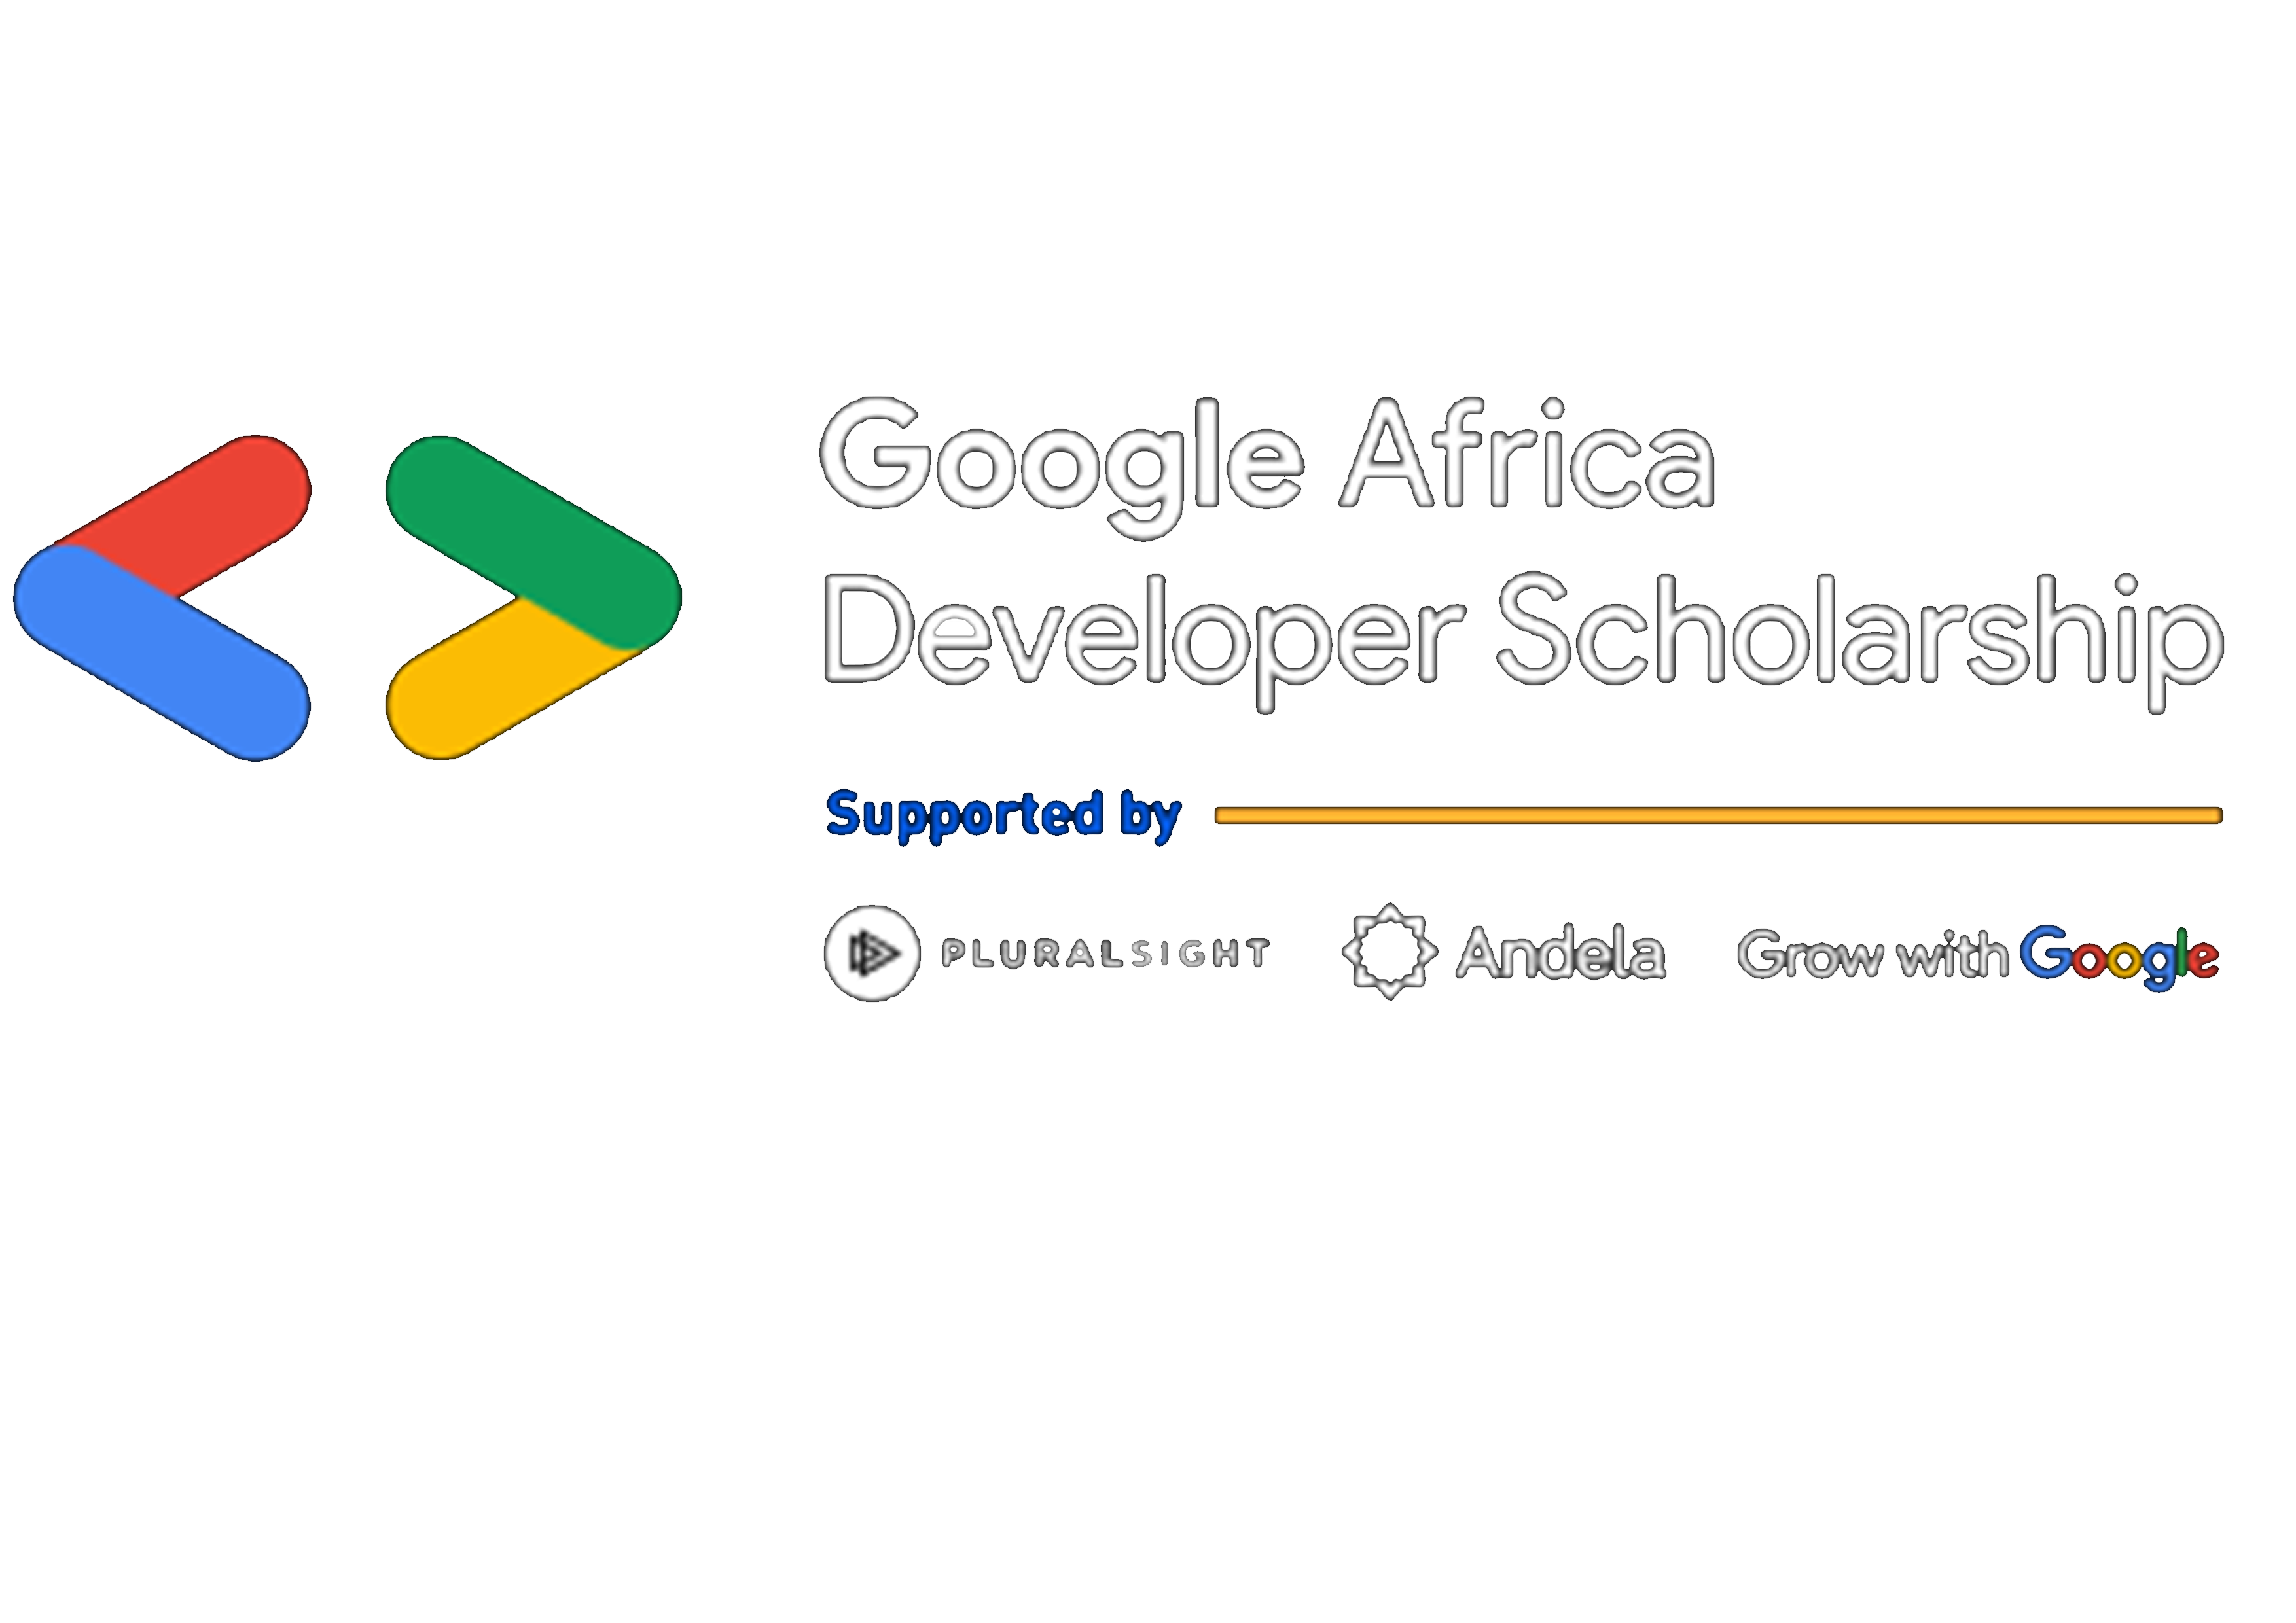 Google Africa
Developer Scholarship
Supported by
PLURALSIGHT
Andela
Grow with Google